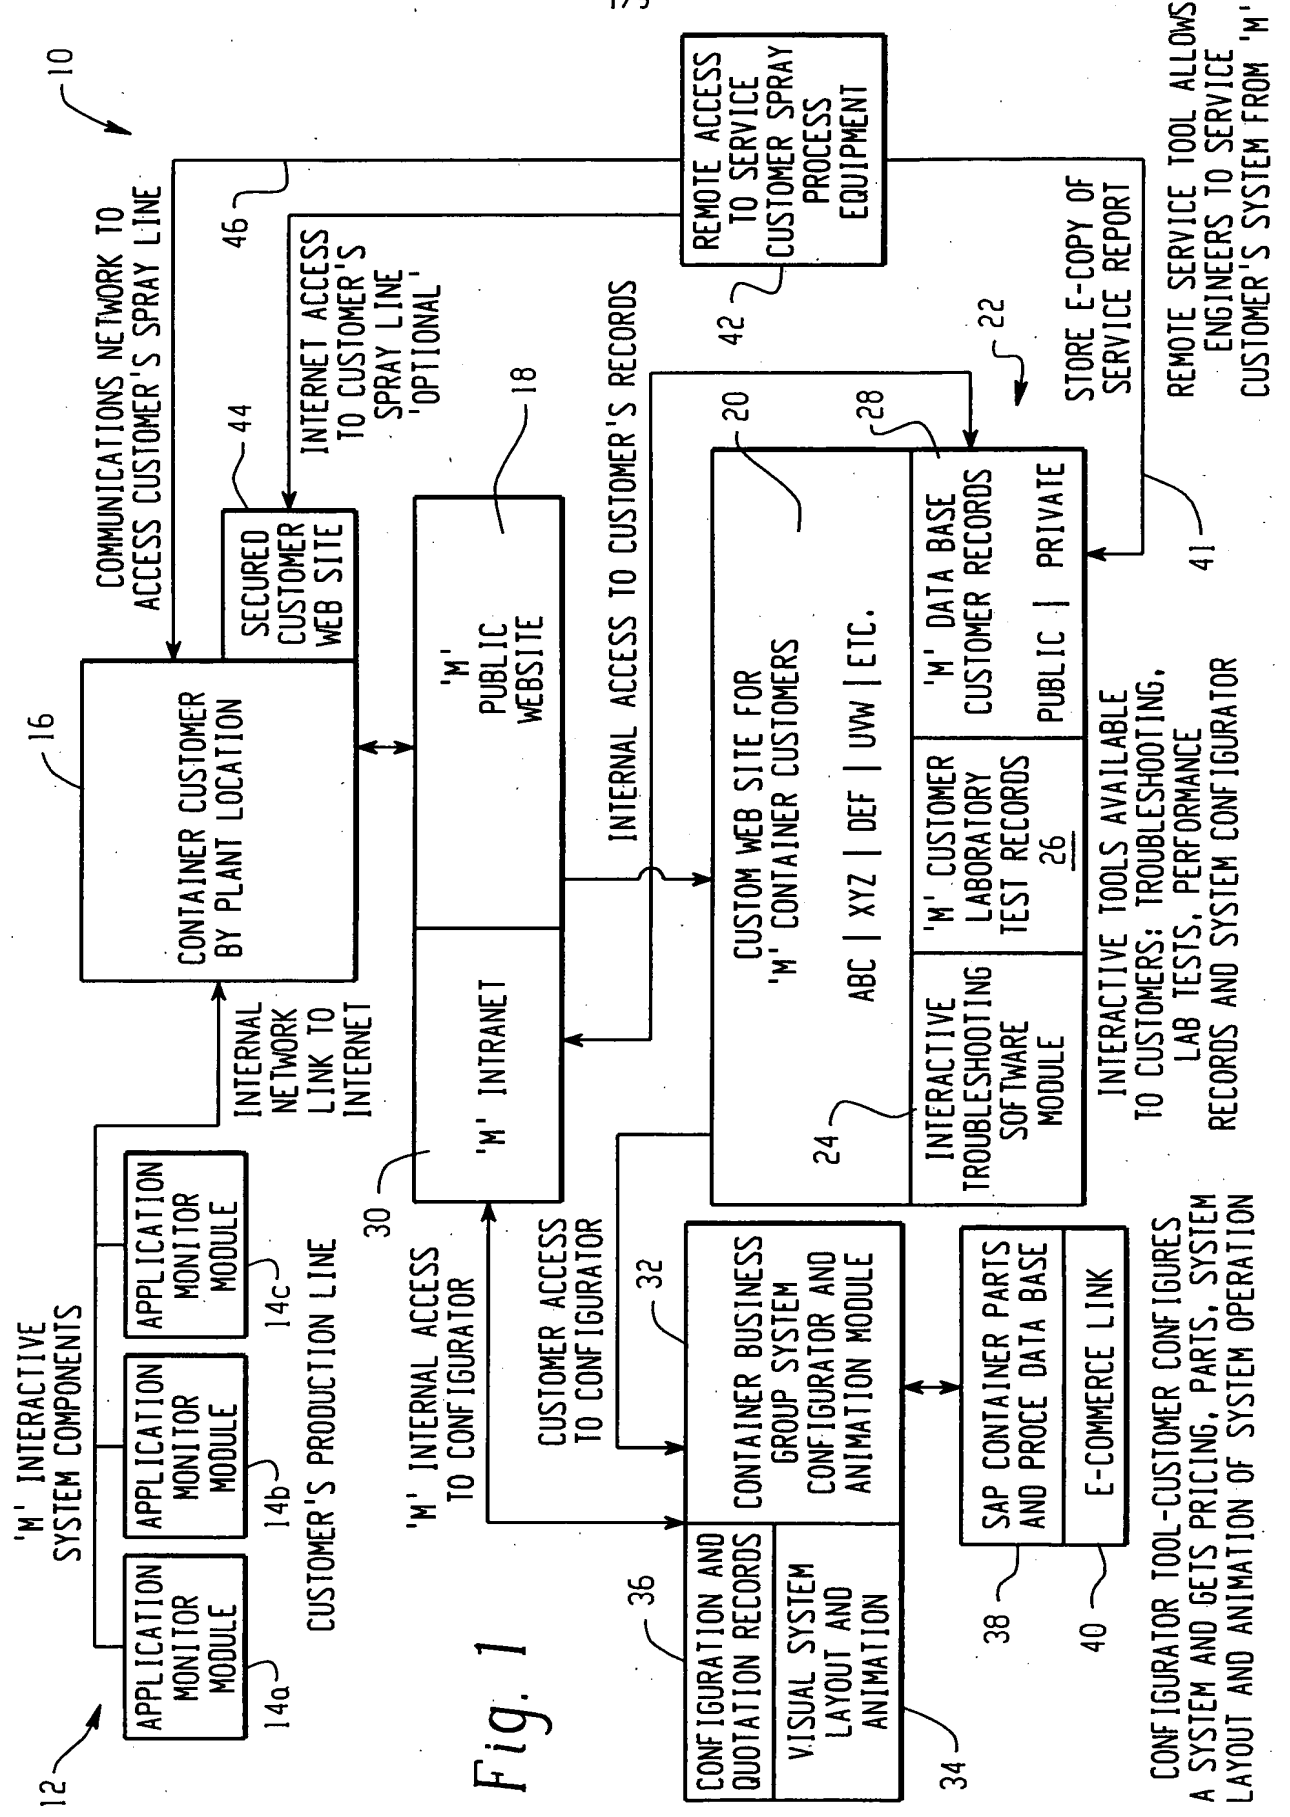 1/5
10
'M' INTERACTIVE
SYSTEM COMPONENTS
12
APPLICATION
MONITOR
MODULE
14a
APPLICATION
MONITOR
MODULE
14b
APPLICATION
MONITOR
MODULE
14c
CUSTOMER'S PRODUCTION LINE
INTERNAL
NETWORK
LINK TO
INTERNET
16
CONTAINER CUSTOMER
BY PLANT LOCATION
COMMUNICATIONS NETWORK TO
ACCESS CUSTOMER'S SPRAY LINE
44
SECURED
CUSTOMER
WEB SITE
46
INTERNET ACCESS
TO CUSTOMER'S
SPRAY LINE
'OPTIONAL'
30
'M' INTRANET
'M'
PUBLIC
WEBSITE
18
'M' INTERNAL ACCESS
TO CONFIGURATOR
CUSTOMER ACCESS
TO CONFIGURATOR
INTERNAL ACCESS TO CUSTOMER'S RECORDS
42
REMOTE ACCESS
TO SERVICE
CUSTOMER SPRAY
PROCESS
EQUIPMENT
Fig. 1
36
CONFIGURATION AND
QUOTATION RECORDS
VISUAL SYSTEM
LAYOUT AND
ANIMATION
34
32
CONTAINER BUSINESS
GROUP SYSTEM
CONFIGURATOR AND
ANIMATION MODULE
20
CUSTOM WEB SITE FOR
'M' CONTAINER CUSTOMERS
ABC | XYZ | DEF | UVW | ETC.
24
INTERACTIVE
TROUBLESHOOTING
SOFTWARE
MODULE
'M' CUSTOMER
LABORATORY
TEST RECORDS
26
28
'M' DATA BASE
CUSTOMER RECORDS
PUBLIC | PRIVATE
22
STORE E-COPY OF
SERVICE REPORT
41
38
SAP CONTAINER PARTS
AND PROCE DATA BASE
40
E-COMMERCE LINK
CONFIGURATOR TOOL-CUSTOMER CONFIGURES
A SYSTEM AND GETS PRICING, PARTS, SYSTEM
LAYOUT AND ANIMATION OF SYSTEM OPERATION
INTERACTIVE TOOLS AVAILABLE
TO CUSTOMERS: TROUBLESHOOTING,
LAB TESTS, PERFORMANCE
RECORDS AND SYSTEM CONFIGURATOR
REMOTE SERVICE TOOL ALLOWS
ENGINEERS TO SERVICE
CUSTOMER'S SYSTEM FROM 'M'